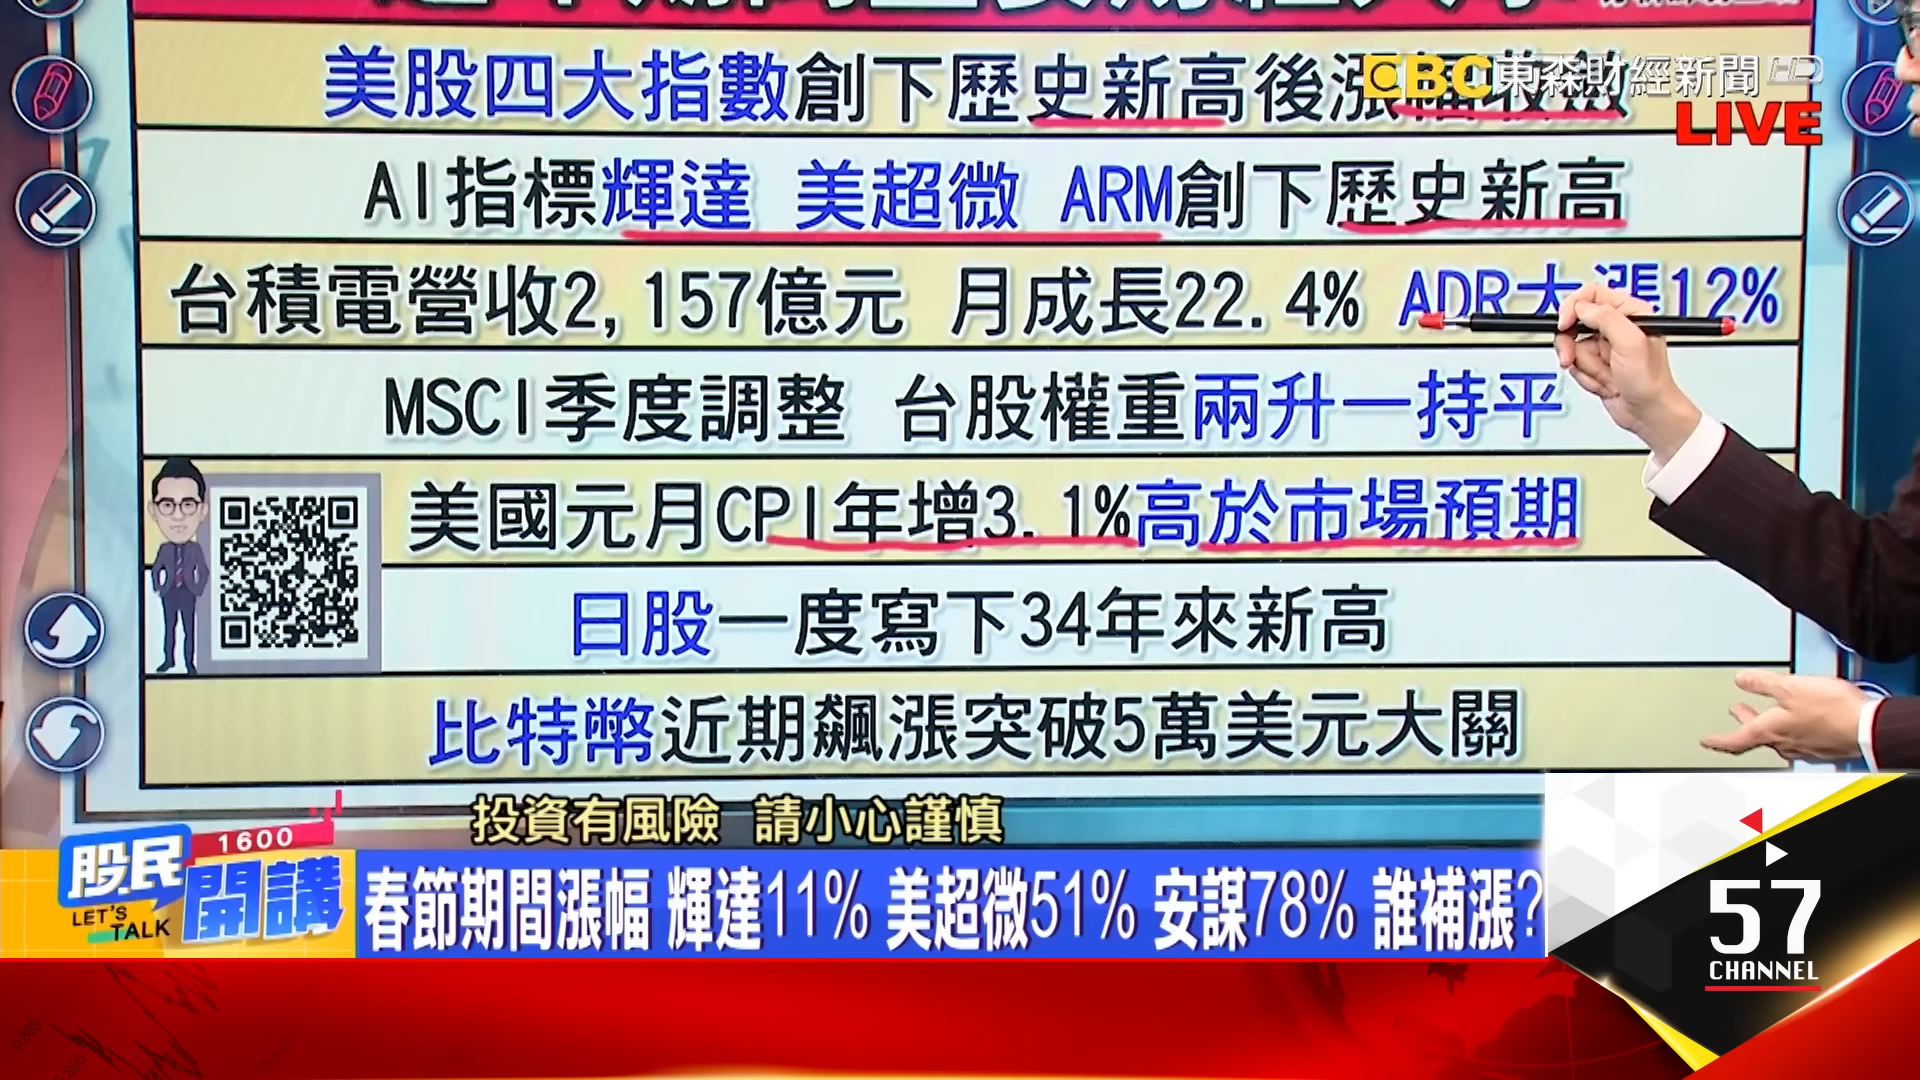 美股四大指數創下歷史新高後漲幅收斂
EBC東森財經新聞HD
LIVE
AI指標輝達 美超微 ARM創下歷史新高
台積電營收2,157億元 月成長22.4% ADR大漲12%
MSCI季度調整 台股權重兩升一持平
美國元月CPI年增3.1%高於市場預期
日股一度寫下34年來新高
比特幣近期飆漲突破5萬美元大關
投資有風險 請小心謹慎
1600
股民開講
LET'S TALK
春節期間漲幅 輝達11% 美超微51% 安謀78% 誰補漲?
57
CHANNEL